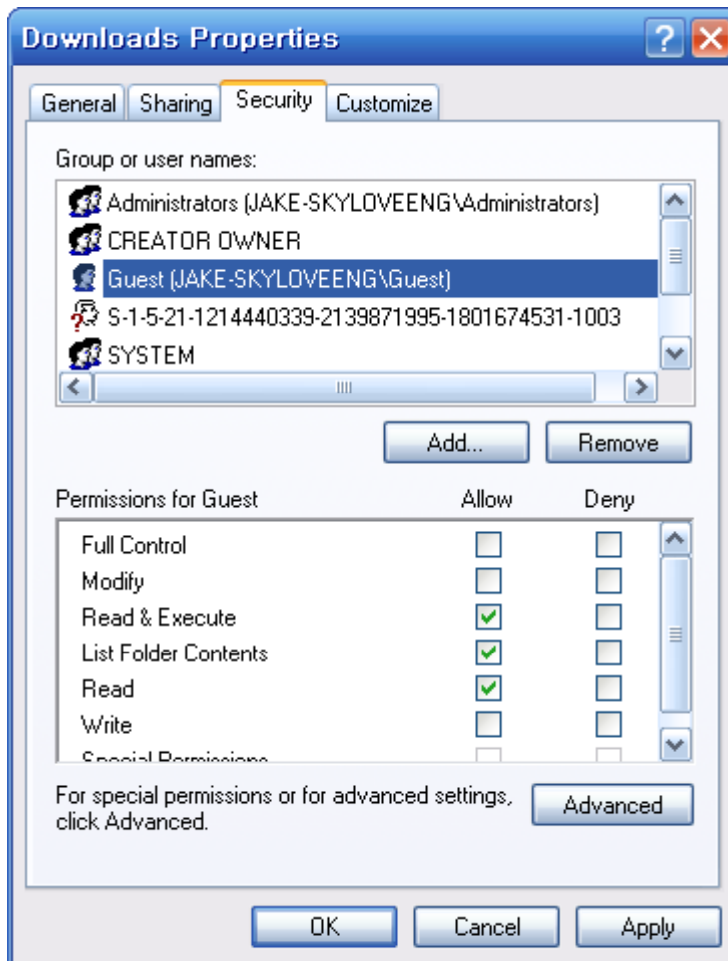 Downloads Properties
General Sharing Security Customize
Group or user names:
Administrators (JAKE-SKYLOVEENG\Administrators)
CREATOR OWNER
Guest (JAKE-SKYLOVEENG\Guest)
S-1-5-21-1214440339-2139871995-1801674531-1003
SYSTEM
Add... Remove
Permissions for Guest Allow Deny
Full Control
Modify
Read & Execute
List Folder Contents
Read
Write
Special Permissions
For special permissions or for advanced settings,
click Advanced.
Advanced
OK Cancel Apply